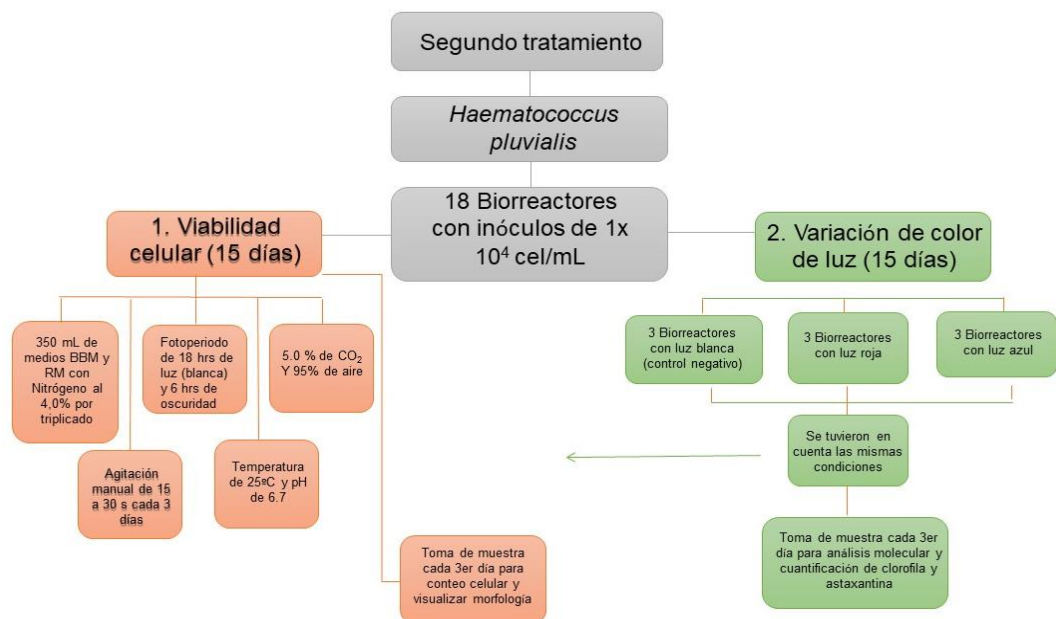 Segundo tratamiento
Haematococcus
pluvialis
18 Biorreactores
con inóculos de 1x
10⁴ cel/mL
1. Viabilidad
celular (15 días)
350 mL de
medios BBM y
RM con
Nitrógeno al
4,0% por
triplicado
Agitación
manual de 15
a 30 s cada 3
días
Fotoperiodo
de 18 hrs de
luz (blanca)
y 6 hrs de
oscuridad
Temperatura
de 25ºC y pH
de 6.7
5.0 % de CO₂
Y 95% de aire
Toma de muestra
cada 3er día para
conteo celular y
visualizar morfología
2. Variación de color
de luz (15 días)
3 Biorreactores
con luz blanca
(control negativo)
3 Biorreactores
con luz roja
3 Biorreactores
con luz azul
Se tuvieron en
cuenta las mismas
condiciones
Toma de muestra cada 3er
día para análisis molecular y
cuantificación de clorofila y
astaxantina